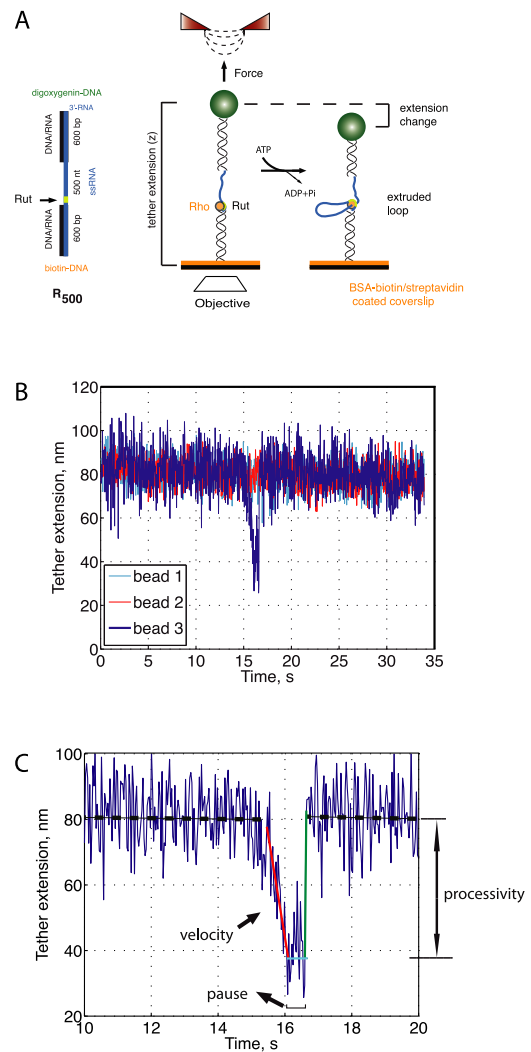 A
digoxygenin-DNA
3'-RNA
DNA/RNA
600 bp
500 nt
ssRNA
Rut
DNA/RNA
600 bp
biotin-DNA
R500
Force
tether extension (z)
extension
change
ATP
ADP+Pi
Rho
Rut
extruded
loop
Objective
BSA-biotin/streptavidin
coated coverslip
B
Tether extension, nm
120
100
80
60
40
20
0
bead 1
bead 2
bead 3
0 5 10 15 20 25 30 35
Time, s
C
Tether extension, nm
100
80
60
40
20
velocity
pause
processivity
10 12 14 16 18 20
Time, s